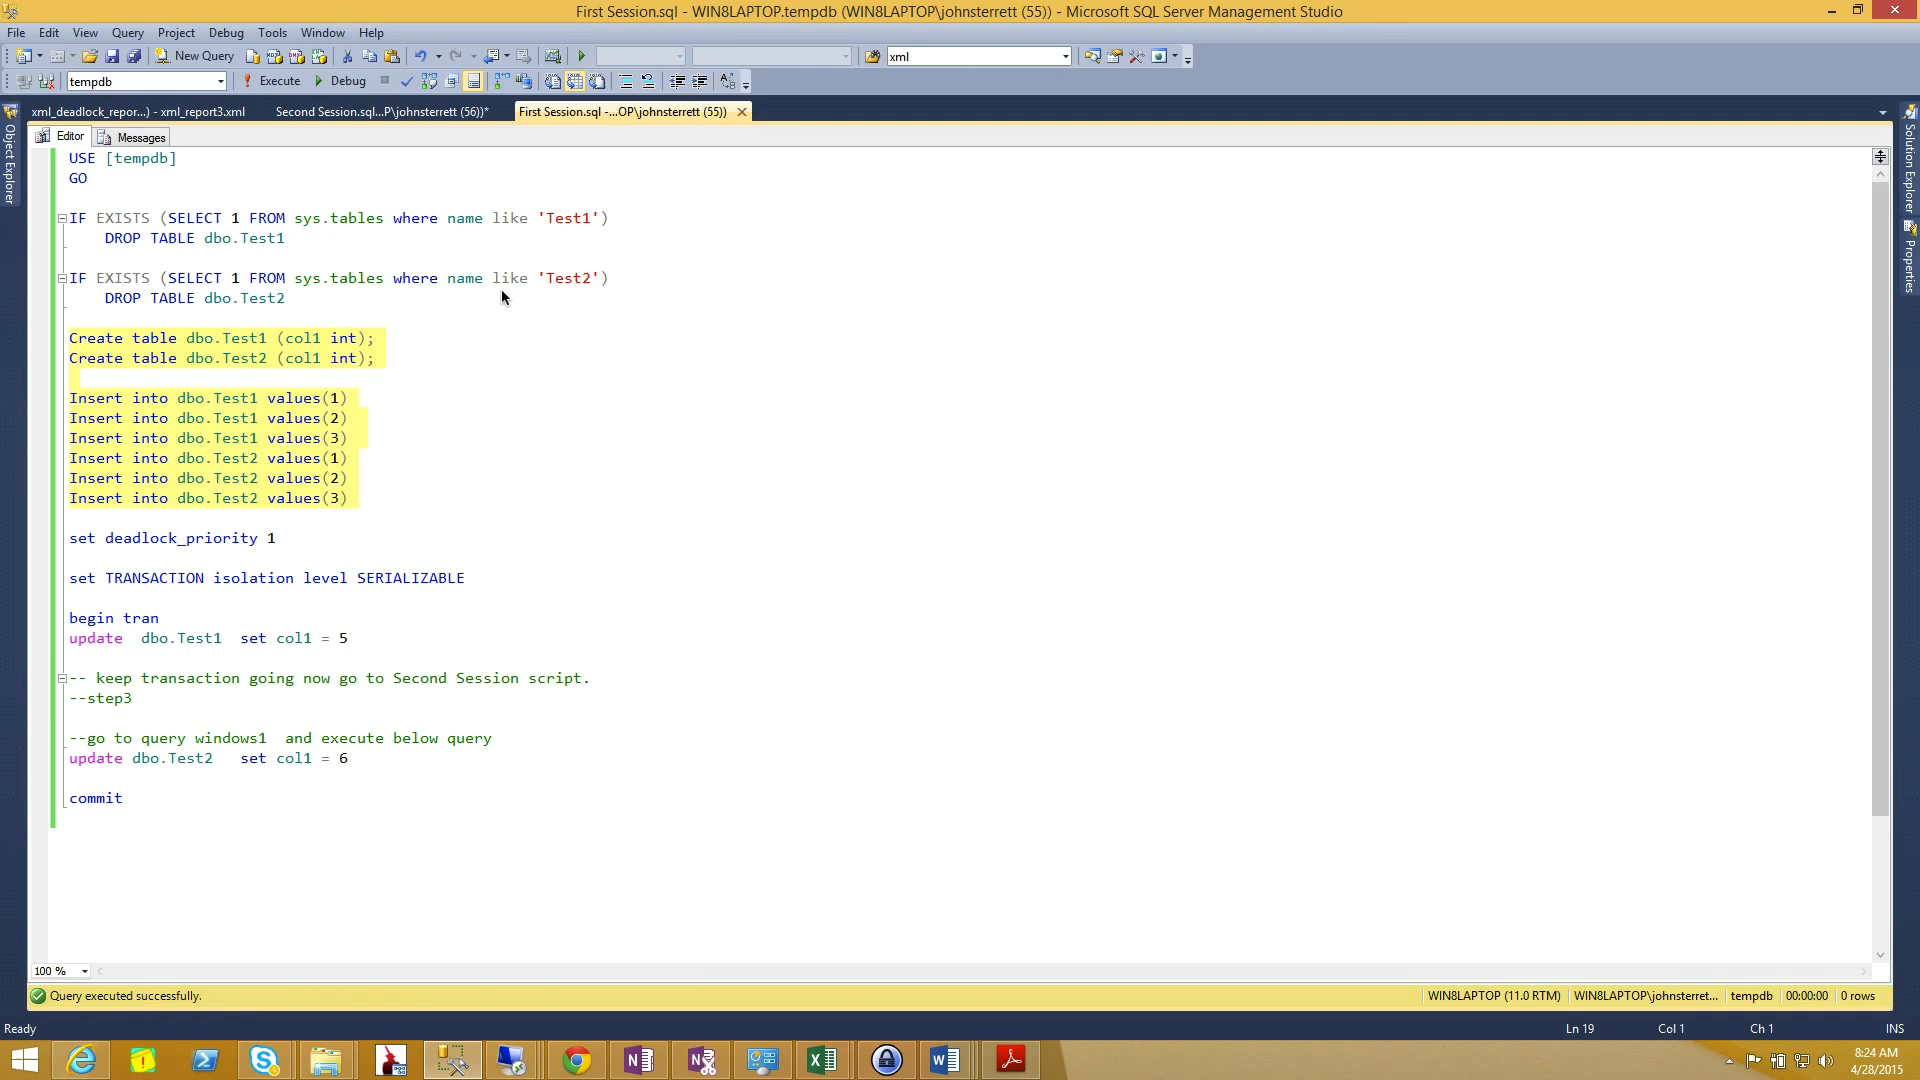 First Session.sql - WIN8LAPTOP.tempdb (WIN8LAPTOP\johnsterrett (55)) - Microsoft SQL Server Management Studio
File Edit View Query Project Debug Tools Window Help
New Query xml
tempdb Execute Debug
xml_deadlock_repor...) - xml_report3.xml Second Session.sql...P\johnsterrett (56))* First Session.sql -...OP\johnsterrett (55))
Editor Messages
Object Explorer
Solution Explorer
Properties
USE [tempdb]
GO
IF EXISTS (SELECT 1 FROM sys.tables where name like 'Test1')
DROP TABLE dbo.Test1
IF EXISTS (SELECT 1 FROM sys.tables where name like 'Test2')
DROP TABLE dbo.Test2
Create table dbo.Test1 (col1 int);
Create table dbo.Test2 (col1 int);
Insert into dbo.Test1 values(1)
Insert into dbo.Test1 values(2)
Insert into dbo.Test1 values(3)
Insert into dbo.Test2 values(1)
Insert into dbo.Test2 values(2)
Insert into dbo.Test2 values(3)
set deadlock_priority 1
set TRANSACTION isolation level SERIALIZABLE
begin tran
update dbo.Test1 set col1 = 5
-- keep transaction going now go to Second Session script.
--step3
--go to query windows1 and execute below query
update dbo.Test2 set col1 = 6
commit
100 %
Query executed successfully. WIN8LAPTOP (11.0 RTM) WIN8LAPTOP\johnsterret... tempdb 00:00:00 0 rows
Ready Ln 19 Col 1 Ch 1 INS
8:24 AM
4/28/2015